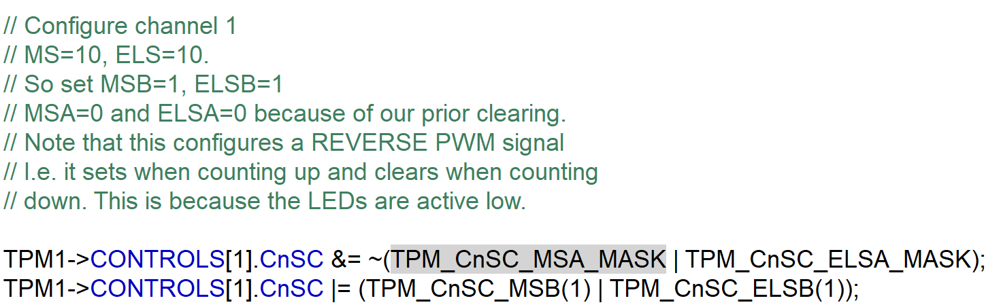 // Configure channel 1
// MS=10, ELS=10.
// So set MSB=1, ELSB=1
// MSA=0 and ELSA=0 because of our prior clearing.
// Note that this configures a REVERSE PWM signal
// I.e. it sets when counting up and clears when counting
// down. This is because the LEDs are active low.
TPM1->CONTROLS[1].CnSC &= ~(TPM_CnSC_MSA_MASK | TPM_CnSC_ELSA_MASK);
TPM1->CONTROLS[1].CnSC |= (TPM_CnSC_MSB(1) | TPM_CnSC_ELSB(1));